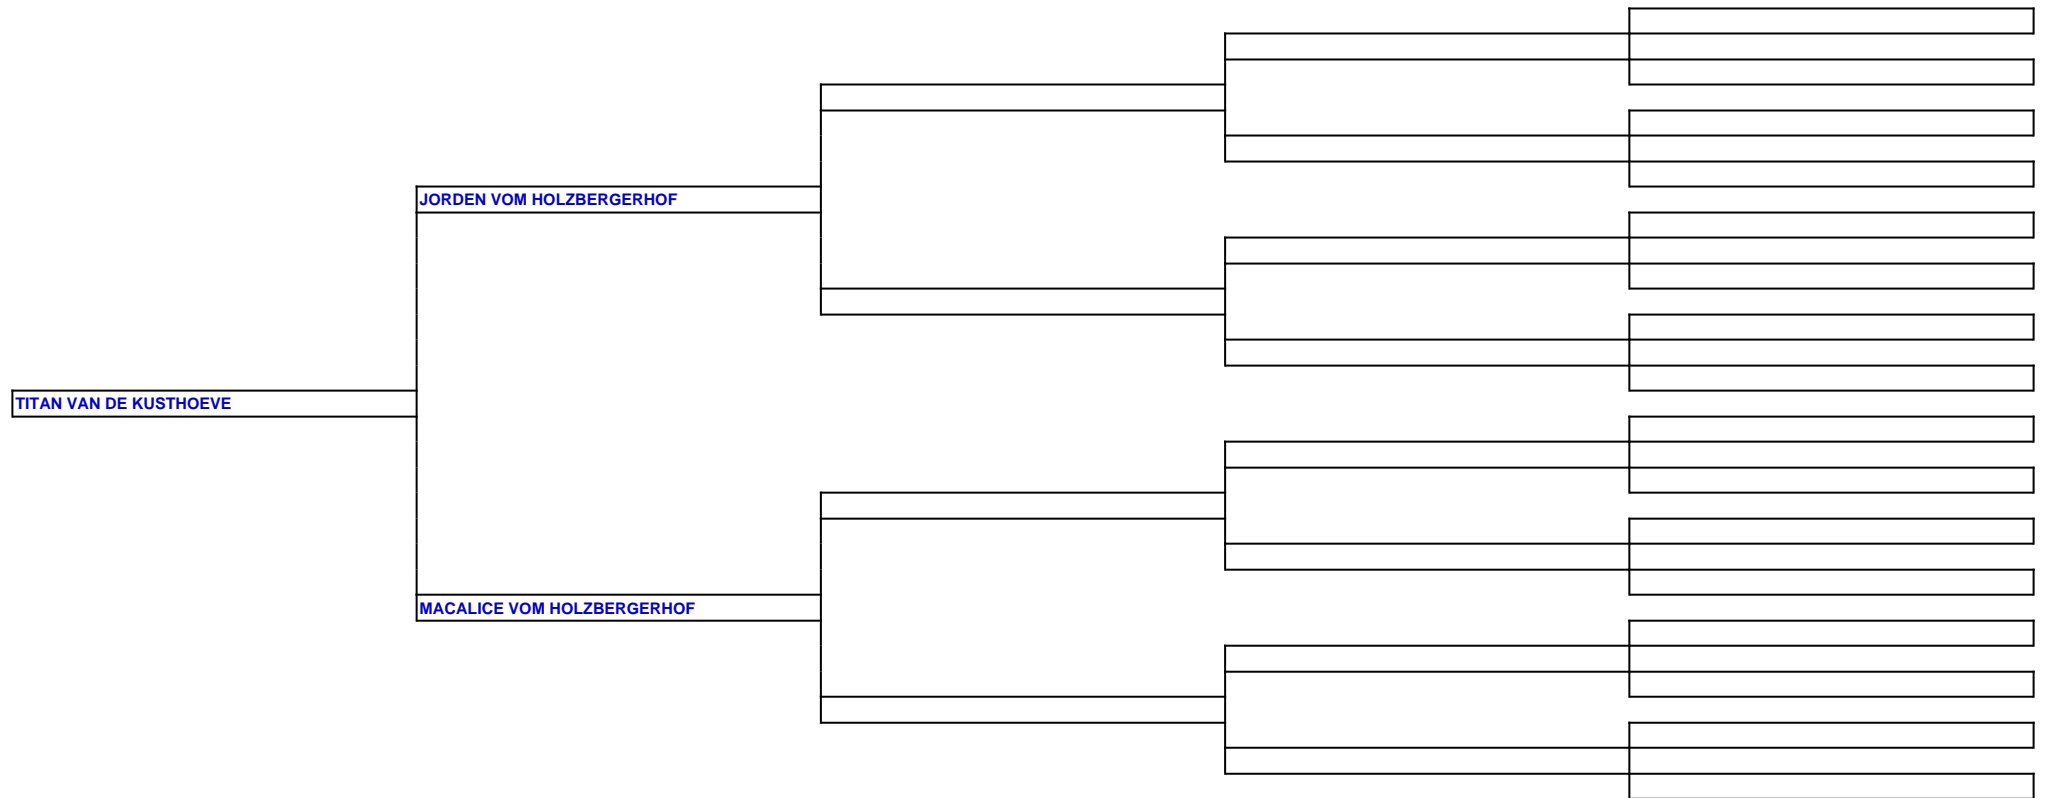 JORDEN VOM HOLZBERGERHOF
TITAN VAN DE KUSTHOEVE
MACALICE VOM HOLZBERGERHOF